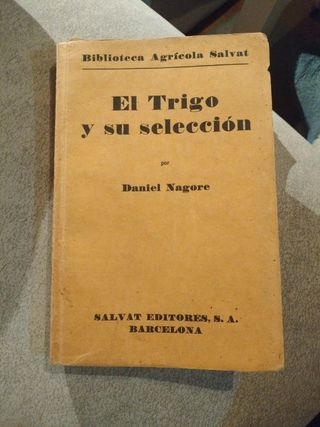 Biblioteca Agrícola Salvat
El Trigo
y su selección
por
Daniel Nagore
SALVAT EDITORES, S. A.
BARCELONA